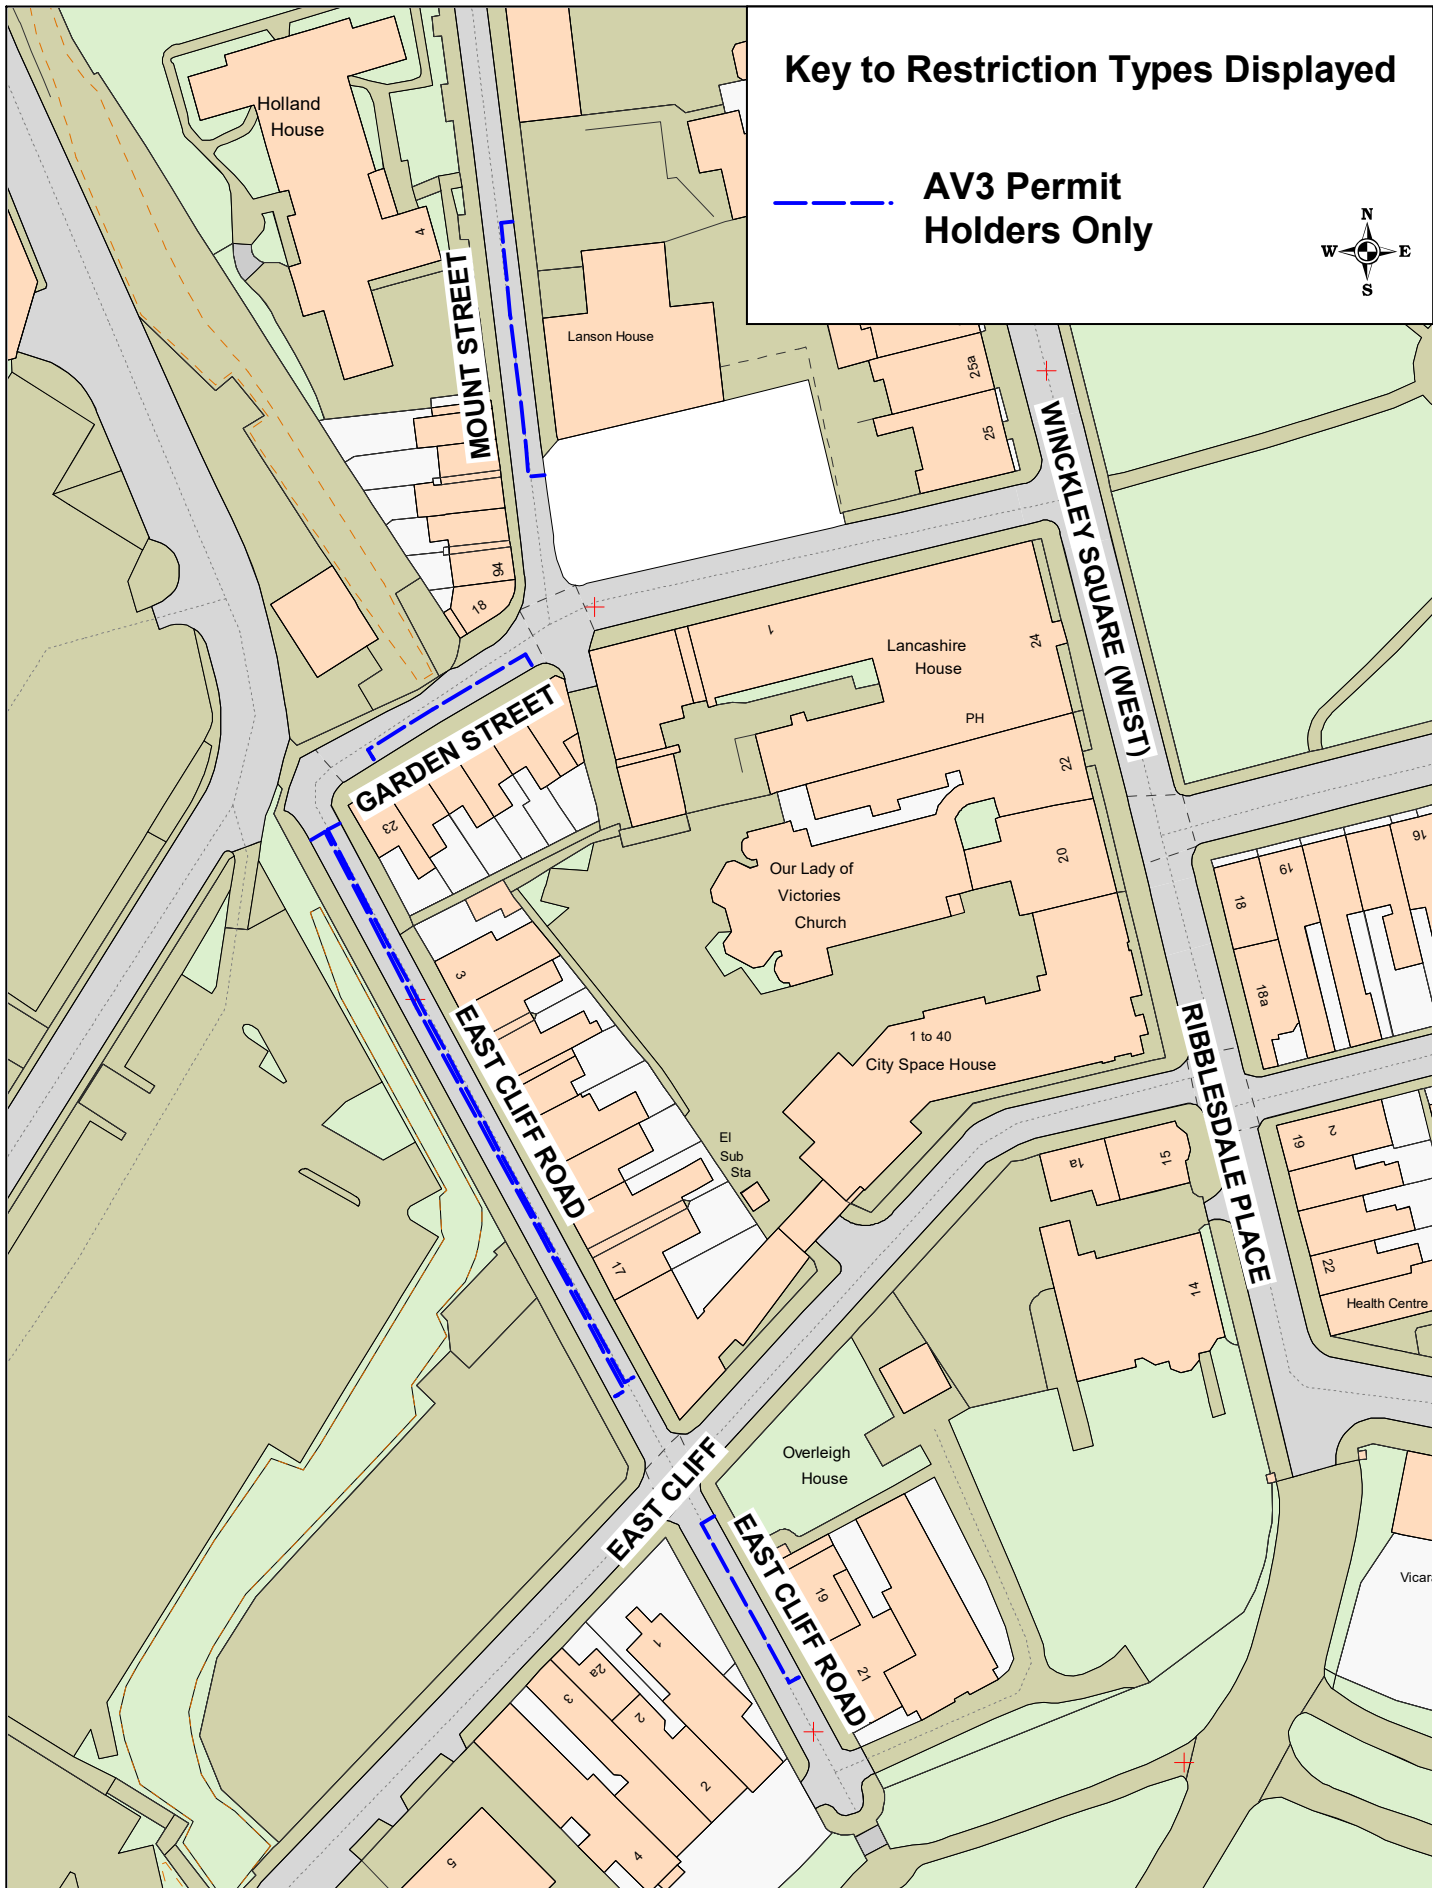 Key to Restriction Types Displayed
AV3 Permit
Holders Only
N
W
E
S
Holland
House
4
MOUNT STREET
Lanson House
25a
25
WINCKLEY SQUARE (WEST)
94
18
1
Lancashire
House
24
PH
22
GARDEN STREET
23
20
Our Lady of
Victories
Church
16
19
18
18a
3
EAST CLIFF ROAD
1 to 40
City Space House
RIBBLESDALE PLACE
El
Sub
Sta
1a
15
19
2
17
14
22
Health Centre
Overleigh
House
EAST CLIFF
EAST CLIFF ROAD
19
21
1
2a
3
2
2
4
5